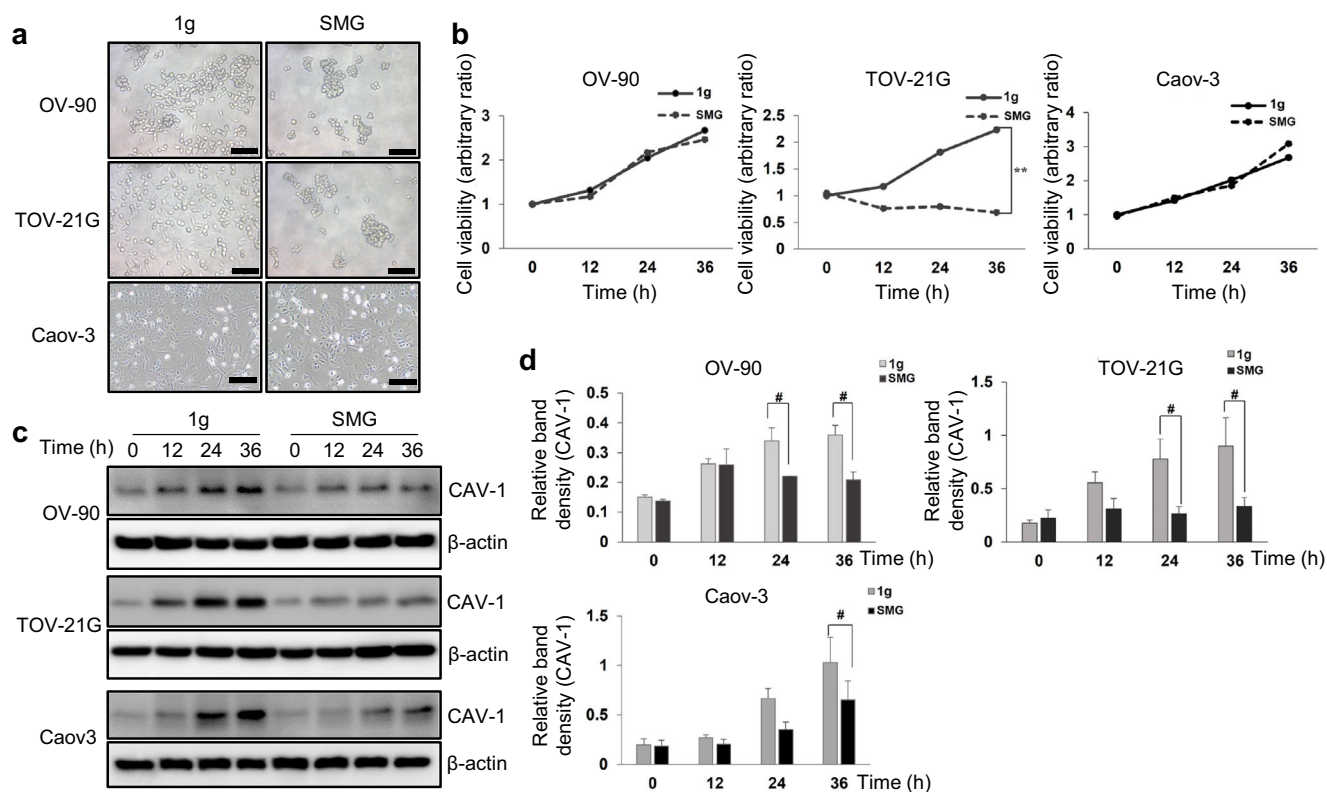 a
1g SMG
OV-90
TOV-21G
Caov-3
b
OV-90
1g
SMG
Cell viability (arbitrary ratio)
3
2
1
0
0 12 24 36
Time (h)
TOV-21G
1g
SMG
Cell viability (arbitrary ratio)
2.5
2
1.5
1
0.5
0
**
0 12 24 36
Time (h)
Caov-3
1g
SMG
Cell viability (arbitrary ratio)
4
3
2
1
0
0 12 24 36
Time (h)
c
1g SMG
Time (h) 0 12 24 36 0 12 24 36
OV-90
CAV-1
β-actin
TOV-21G
CAV-1
β-actin
Caov3
CAV-1
β-actin
d
OV-90
1g
SMG
Relative band
density (CAV-1)
0.5
0.4
0.3
0.2
0.1
0
# #
0 12 24 36 Time (h)
TOV-21G
1g
SMG
Relative band
density (CAV-1)
1.5
1
0.5
0
# #
0 12 24 36 Time (h)
Caov-3
1g
SMG
Relative band
density (CAV-1)
1.5
1
0.5
0
#
0 12 24 36 Time (h)